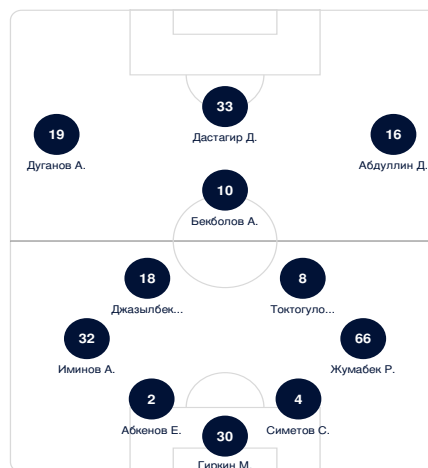 33
Дастагир Д.
19
Дуганов А.
16
Абдуллин Д.
10
Бекболов А.
18
Джазылбек...
8
Токтогуло...
32
Иминов А.
66
Жумабек Р.
2
Абкенов Е.
4
Симетов С.
30
Гиркин М.